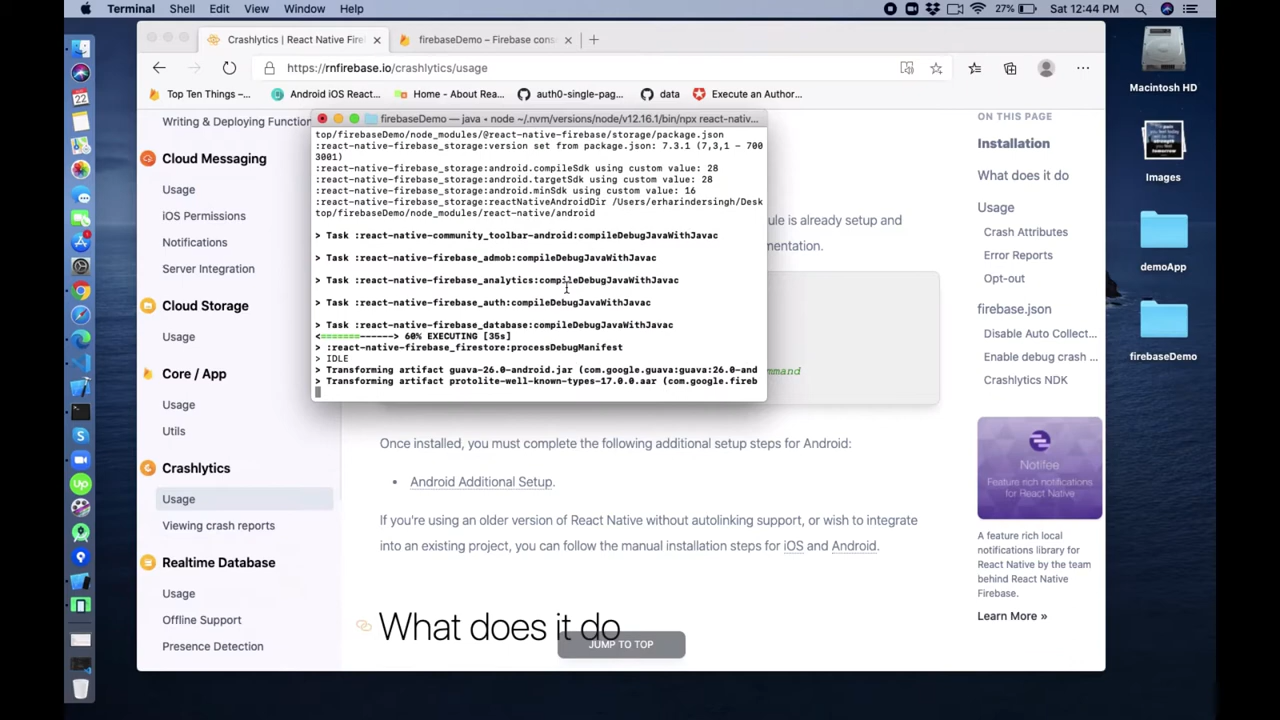 Terminal Shell Edit View Window Help 27% Sat 12:44 PM
Crashlytics | React Native Fire
firebaseDemo – Firebase cons
https://rnfirebase.io/crashlytics/usage
Top Ten Things –...
Android iOS React...
Home - About Rea...
auth0-single-pag...
data
Execute an Author...
Writing & Deploying Function
Cloud Messaging
Usage
iOS Permissions
Notifications
Server Integration
Cloud Storage
Usage
Core / App
Usage
Utils
Crashlytics
Usage
Viewing crash reports
Realtime Database
Usage
Offline Support
Presence Detection
firebaseDemo — java ◂ node ~/.nvm/versions/node/v12.16.1/bin/npx react-nativ...
top/firebaseDemo/node_modules/@react-native-firebase/storage/package.json
:react-native-firebase_storage:version set from package.json: 7.3.1 (7,3,1 - 700
3001)
:react-native-firebase_storage:android.compileSdk using custom value: 28
:react-native-firebase_storage:android.targetSdk using custom value: 28
:react-native-firebase_storage:android.minSdk using custom value: 16
:react-native-firebase_storage:reactNativeAndroidDir /Users/erharindersingh/Desk
top/firebaseDemo/node_modules/react-native/android
> Task :react-native-community_toolbar-android:compileDebugJavaWithJavac
> Task :react-native-firebase_admob:compileDebugJavaWithJavac
> Task :react-native-firebase_analytics:compileDebugJavaWithJavac
> Task :react-native-firebase_auth:compileDebugJavaWithJavac
> Task :react-native-firebase_database:compileDebugJavaWithJavac
<=======------> 60% EXECUTING [35s]
> :react-native-firebase_firestore:processDebugManifest
> IDLE
> Transforming artifact guava-26.0-android.jar (com.google.guava:guava:26.0-and
> Transforming artifact protolite-well-known-types-17.0.0.aar (com.google.fireb
ule is already setup and
mentation.
ommand
Once installed, you must complete the following additional setup steps for Android:
• Android Additional Setup.
If you're using an older version of React Native without autolinking support, or wish to integrate
into an existing project, you can follow the manual installation steps for iOS and Android.
What does it do
JUMP TO TOP
ON THIS PAGE
Installation
What does it do
Usage
Crash Attributes
Error Reports
Opt-out
firebase.json
Disable Auto Collect...
Enable debug crash ...
Crashlytics NDK
Notifee
Feature rich notifications
for React Native
A feature rich local
notifications library for
React Native by the team
behind React Native
Firebase.
Learn More »
Macintosh HD
Images
demoApp
firebaseDemo